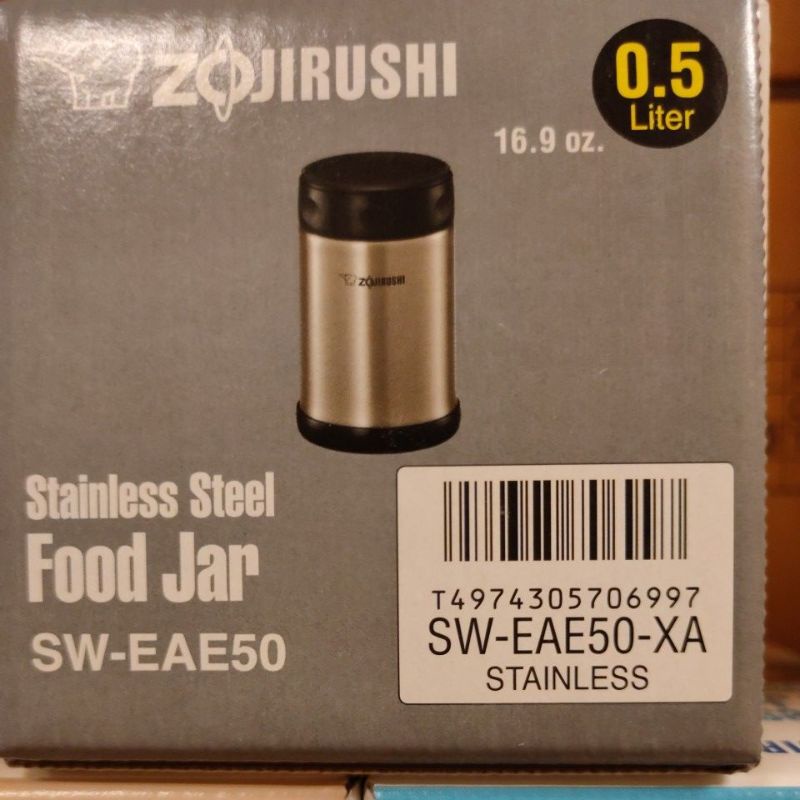 ZOJIRUSHI
0.5
Liter
16.9 oz.
ZOJIRUSHI
Stainless Steel
Food Jar
SW-EAE50
T4974305706997
SW-EAE50-XA
STAINLESS